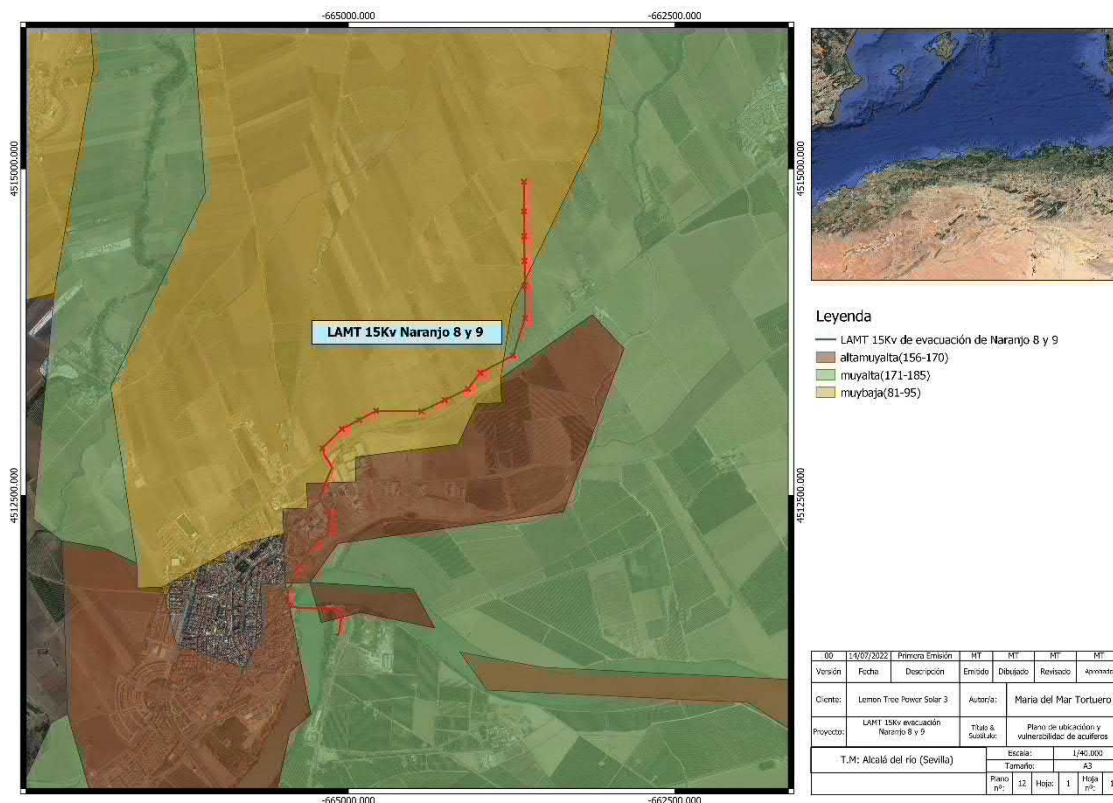 -665000.000
-662500.000
4515000.000
4515000.000
LAMT 15Kv Naranjo 8 y 9
4512500.000
4512500.000
-665000.000
-662500.000
Leyenda
LAMT 15Kv de evacuación de Naranjo 8 y 9
altamuyalta(156-170)
muyalta(171-185)
muybaja(81-95)
00 14/07/2022 Primera Emisión MT MT MT MT
Versión Fecha Descripción Emitido Dibujado Revisado Aprobado
Cliente: Lemon Tree Power Solar 3 Autor/a: Maria del Mar Tortuero
Proyecto: LAMT 15Kv evacuación Naranjo 8 y 9 Título & Subtítulo: Plano de ubicación y vulnerabilidad de acuíferos
T.M: Alcalá del río (Sevilla)
Escala: 1/40.000
Tamaño: A3
Plano nº: 12 Hoja: 1 Hoja nº: 1